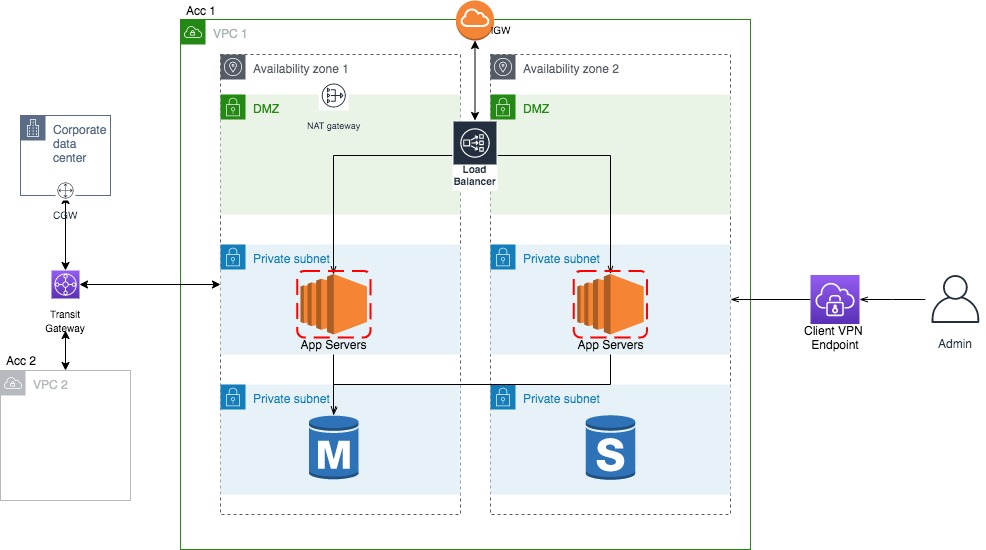 Acc 1
IGW
VPC 1
Availability zone 1
Availability zone 2
NAT gateway
DMZ
DMZ
Load
Balancer
Corporate
data
center
CGW
Transit
Gateway
Private subnet
Private subnet
App Servers
App Servers
Client VPN
Endpoint
Admin
Acc 2
VPC 2
Private subnet
Private subnet
M
S